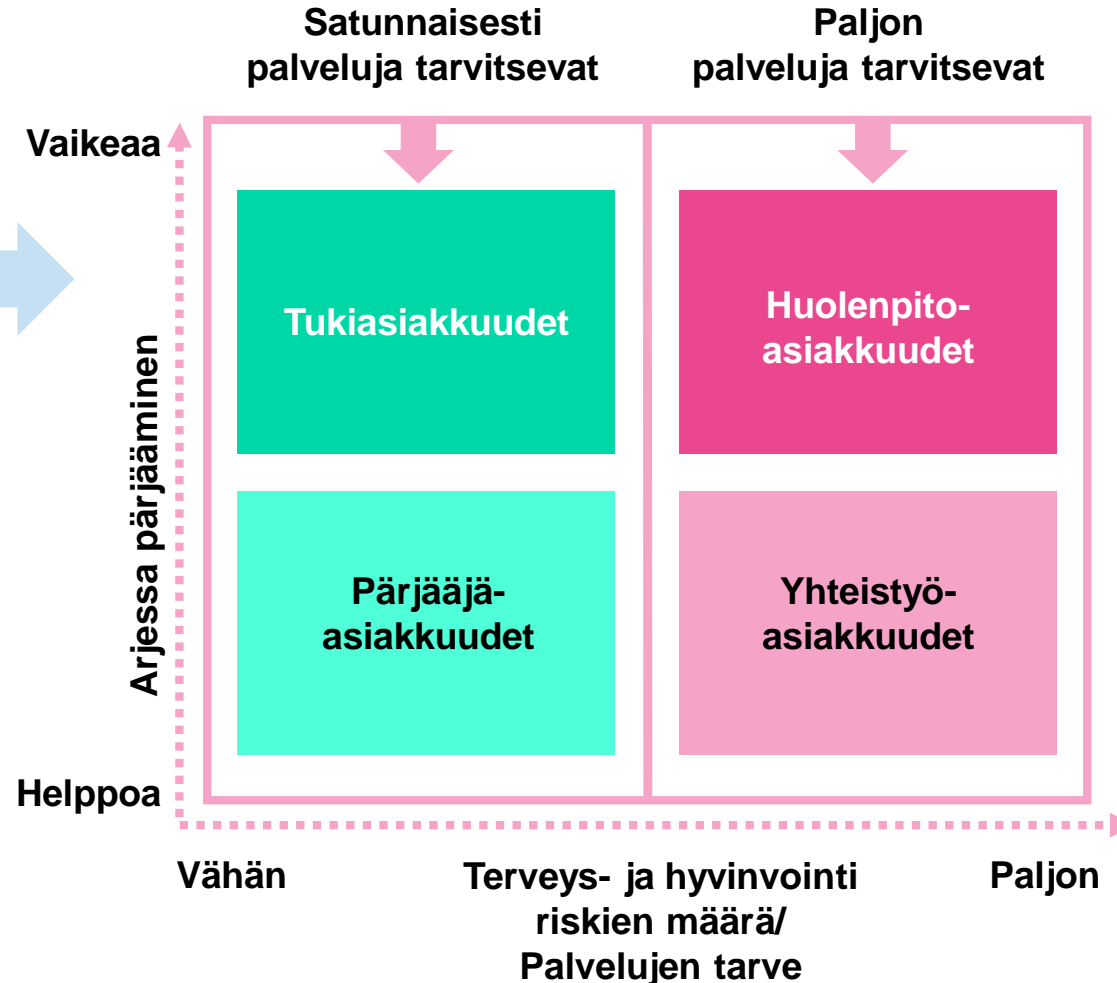 Satunnaisesti
palveluja tarvitsevat
Paljon
palveluja tarvitsevat
Vaikeaa
Arjessa pärjääminen
Tukiasiakkuudet
Huolenpito-
asiakkuudet
Pärjääjä-
asiakkuudet
Yhteistyö-
asiakkuudet
Helppoa
Vähän
Terveys- ja hyvinvointi
riskien määrä/
Palvelujen tarve
Paljon